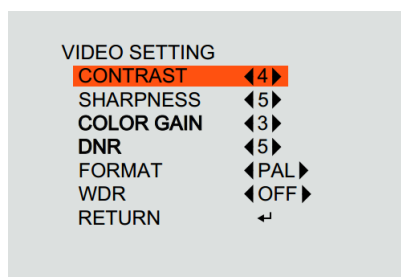 VIDEO SETTING
CONTRAST ◀4▶
SHARPNESS ◀5▶
COLOR GAIN ◀3▶
DNR ◀5▶
FORMAT ◀PAL▶
WDR ◀OFF▶
RETURN ↵